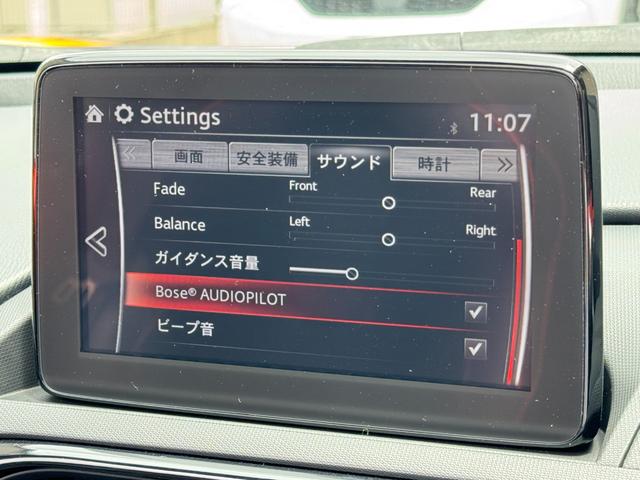 Settings 11:07
画面 安全装備 サウンド 時計
Fade Front Rear
Balance Left Right
ガイダンス音量
Bose® AUDIOPILOT
ビープ音